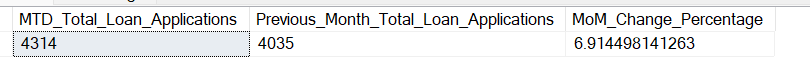 MTD_Total_Loan_Applications Previous_Month_Total_Loan_Applications MoM_Change_Percentage
4314 4035 6.914498141263